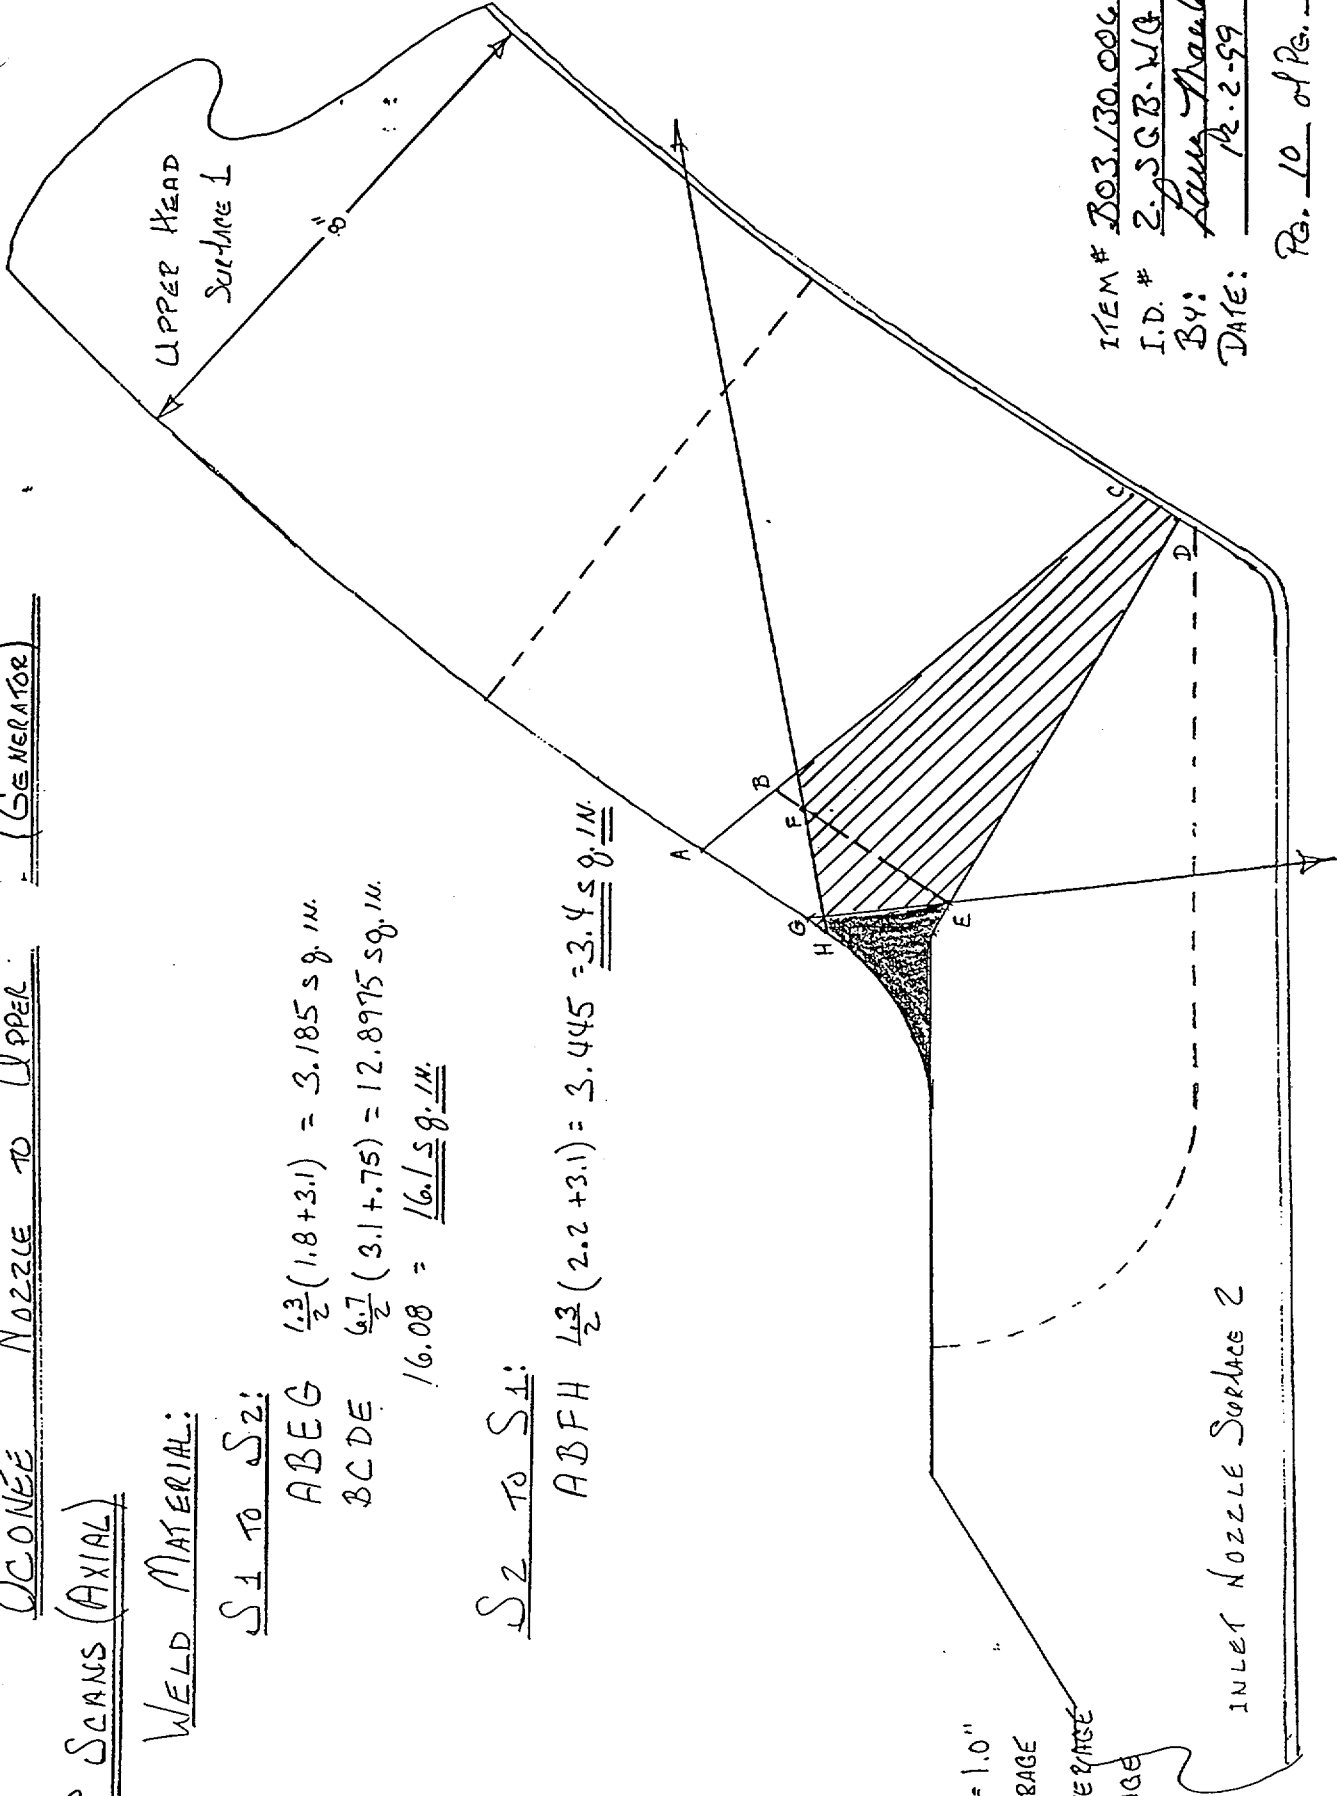 OCONEE NOZZLE TO UPPER (GENERATOR)
SCANS (AXIAL)
WELD MATERIAL:
S1 TO S2:
ABEG 1.3/2 (1.8+3.1) = 3.185 sq. IN.
BCDE 6.7/2 (3.1+.75) = 12.8975 sq. IN.
16.08 = 16.1 sq. IN.
S2 TO S1:
ABFH 1.3/2 (2.2+3.1) = 3.445 = 3.4 sq. IN.
UPPER HEAD
SURFACE 1
8"
A
B
C
D
E
F
G
H
INLET NOZZLE SURFACE 2
= 1.0"
ITEM# B03.130.006
I.D. # 2-SGB-WG
BY:
DATE: 12-2-99
PG. 10 of PG.